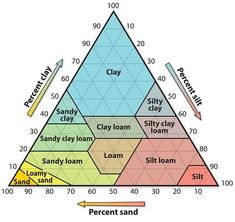 100
90 10
80 20
70 30
Percent clay
Percent silt
60 40
Clay
50 50
Silty
clay
40 60
Sandy
clay
Clay loam
Silty clay
loam
30 70
Sandy clay loam
20 80
Loam
Silt loam
Sandy loam
10 90
Loamy
sand
Sand
Silt
100
100 90 80 70 60 50 40 30 20 10
Percent sand